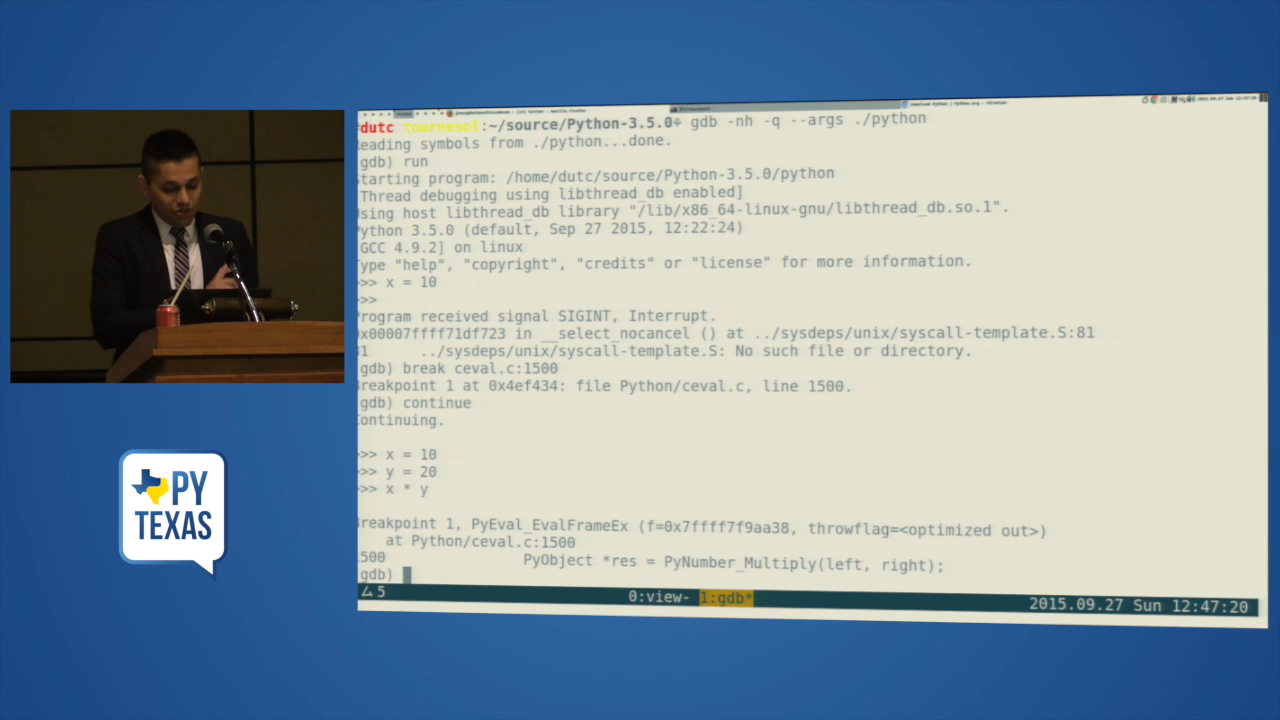 dutc tournesol:~/source/Python-3.5.0+ gdb -nh -q --args ./python
eading symbols from ./python...done.
gdb) run
tarting program: /home/dutc/source/Python-3.5.0/python
Thread debugging using libthread_db enabled]
sing host libthread_db library "/lib/x86_64-linux-gnu/libthread_db.so.1".
ython 3.5.0 (default, Sep 27 2015, 12:22:24)
GCC 4.9.2] on linux
ype "help", "copyright", "credits" or "license" for more information.
>> x = 10
>>
rogram received signal SIGINT, Interrupt.
x00007ffff71df723 in __select_nocancel () at ../sysdeps/unix/syscall-template.S:81
81 ../sysdeps/unix/syscall-template.S: No such file or directory.
gdb) break ceval.c:1500
reakpoint 1 at 0x4ef434: file Python/ceval.c, line 1500.
gdb) continue
ontinuing.
>> x = 10
>> y = 20
>> x * y
reakpoint 1, PyEval_EvalFrameEx (f=0x7ffff7f9aa38, throwflag=<optimized out>)
at Python/ceval.c:1500
1500 PyObject *res = PyNumber_Multiply(left, right);
gdb)
5 0:view- 1:gdb* 2015.09.27 Sun 12:47:20
PY
TEXAS